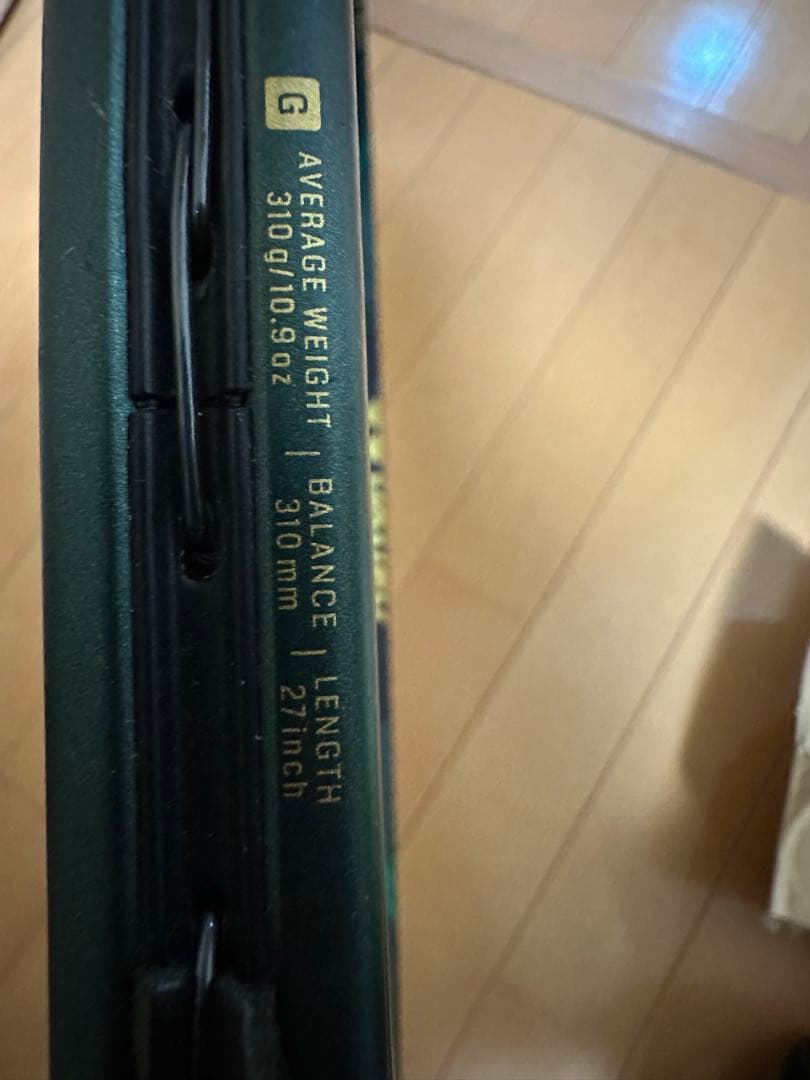 G
AVERAGE WEIGHT | BALANCE | LENGTH
310g/10.9oz 310mm 27inch